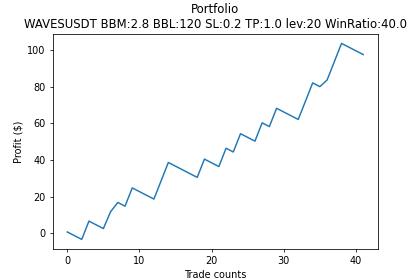 Portfolio
WAVESUSDT BBM:2.8 BBL:120 SL:0.2 TP:1.0 lev:20 WinRatio:40.0
100
80
60
40
20
0
Profit ($)
0 10 20 30 40
Trade counts